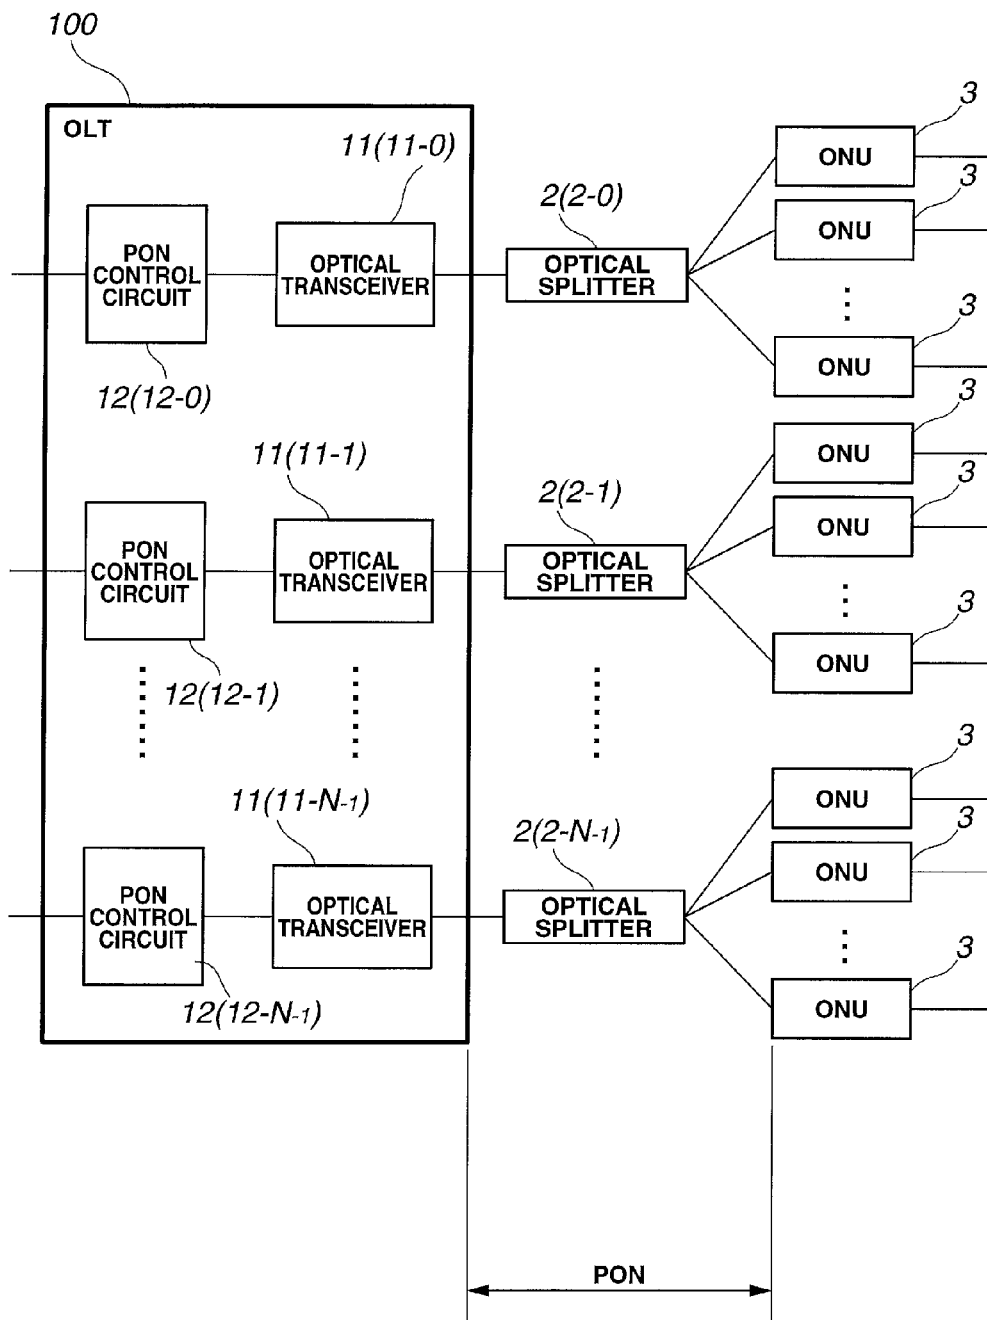 100
OLT
11(11-0)
3
ONU
3
2(2-0)
ONU
PON
CONTROL
CIRCUIT
OPTICAL
TRANSCEIVER
OPTICAL
SPLITTER
3
ONU
12(12-0)
3
11(11-1)
ONU
3
2(2-1)
ONU
PON
CONTROL
CIRCUIT
OPTICAL
TRANSCEIVER
OPTICAL
SPLITTER
3
ONU
12(12-1)
3
11(11-N-1)
ONU
3
2(2-N-1)
ONU
PON
CONTROL
CIRCUIT
OPTICAL
TRANSCEIVER
OPTICAL
SPLITTER
3
ONU
12(12-N-1)
PON